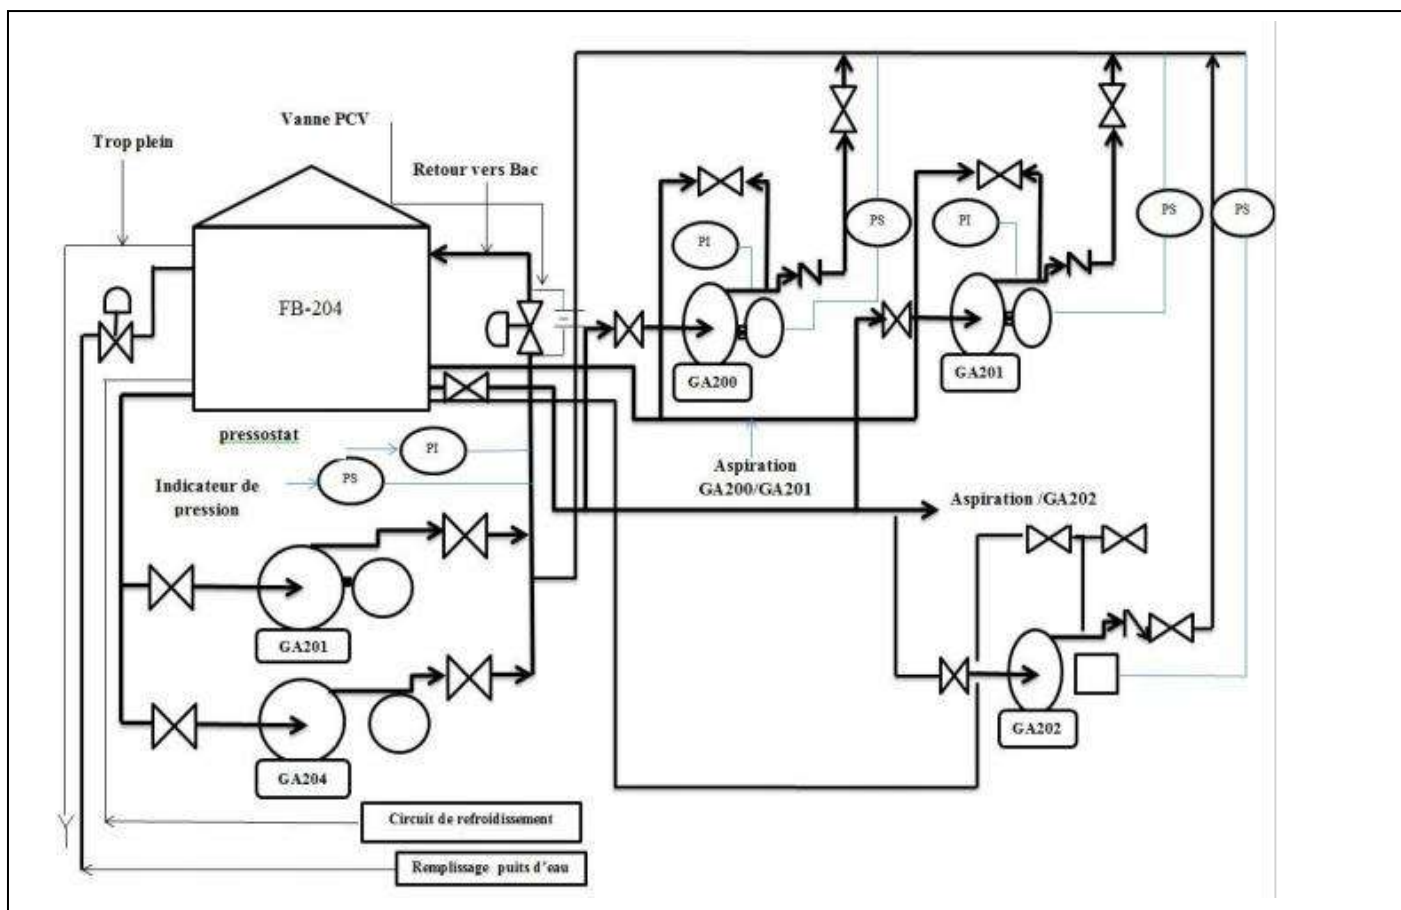 Vanne PCV
Trop plein
Retour vers Bac
PS
PS
PS
PI
PI
FB-204
GA200
GA201
pressostat
PI
Aspiration
GA200/GA201
PS
Indicateur de
pression
Aspiration /GA202
GA201
GA202
GA204
Circuit de refroidissement
Remplissage puits d'eau